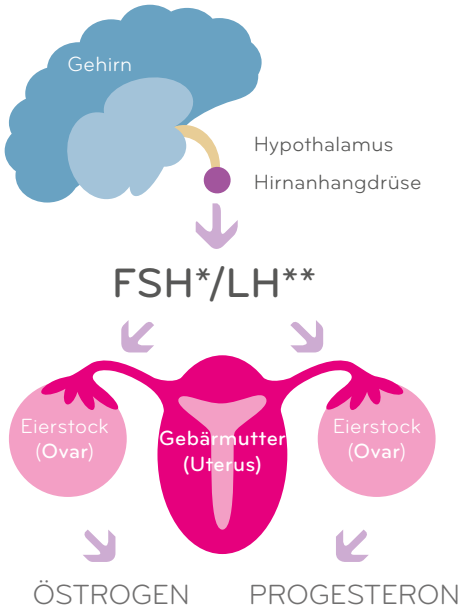 Gehirn
Hypothalamus
Hirnanhangdrüse
FSH*/LH**
Eierstock
(Ovar)
Gebärmutter
(Uterus)
Eierstock
(Ovar)
ÖSTROGEN
PROGESTERON